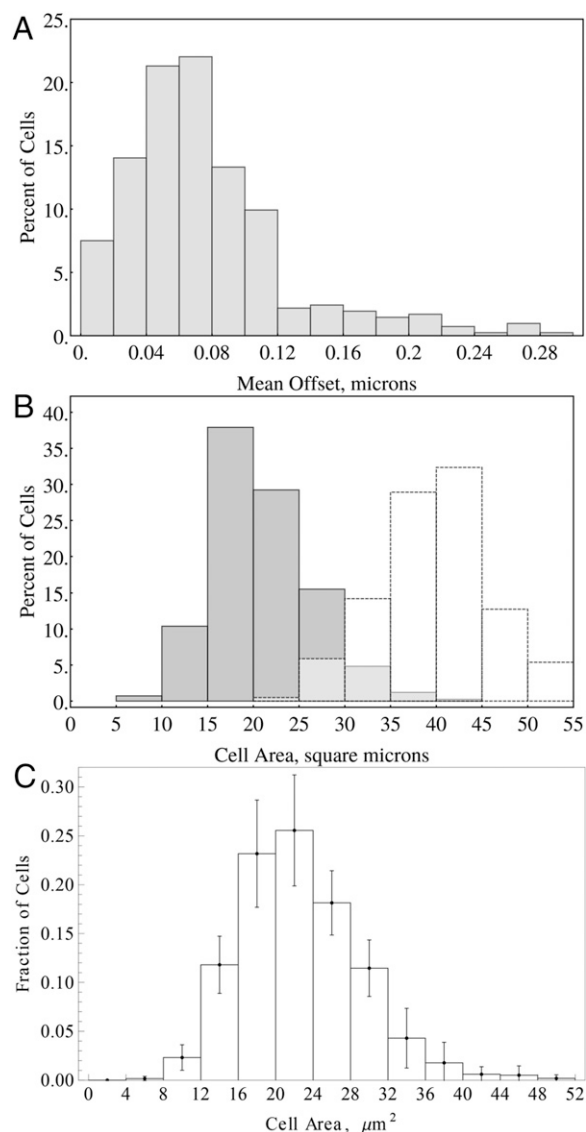 A
25.
20.
15.
10.
5.
0.
Percent of Cells
0. 0.04 0.08 0.12 0.16 0.2 0.24 0.28
Mean Offset, microns
B
40.
35.
30.
25.
20.
15.
10.
5.
0.
Percent of Cells
0 5 10 15 20 25 30 35 40 45 50 55
Cell Area, square microns
C
0.30
0.25
0.20
0.15
0.10
0.05
0.00
Fraction of Cells
0 4 8 12 16 20 24 28 32 36 40 44 48 52
Cell Area, μm²